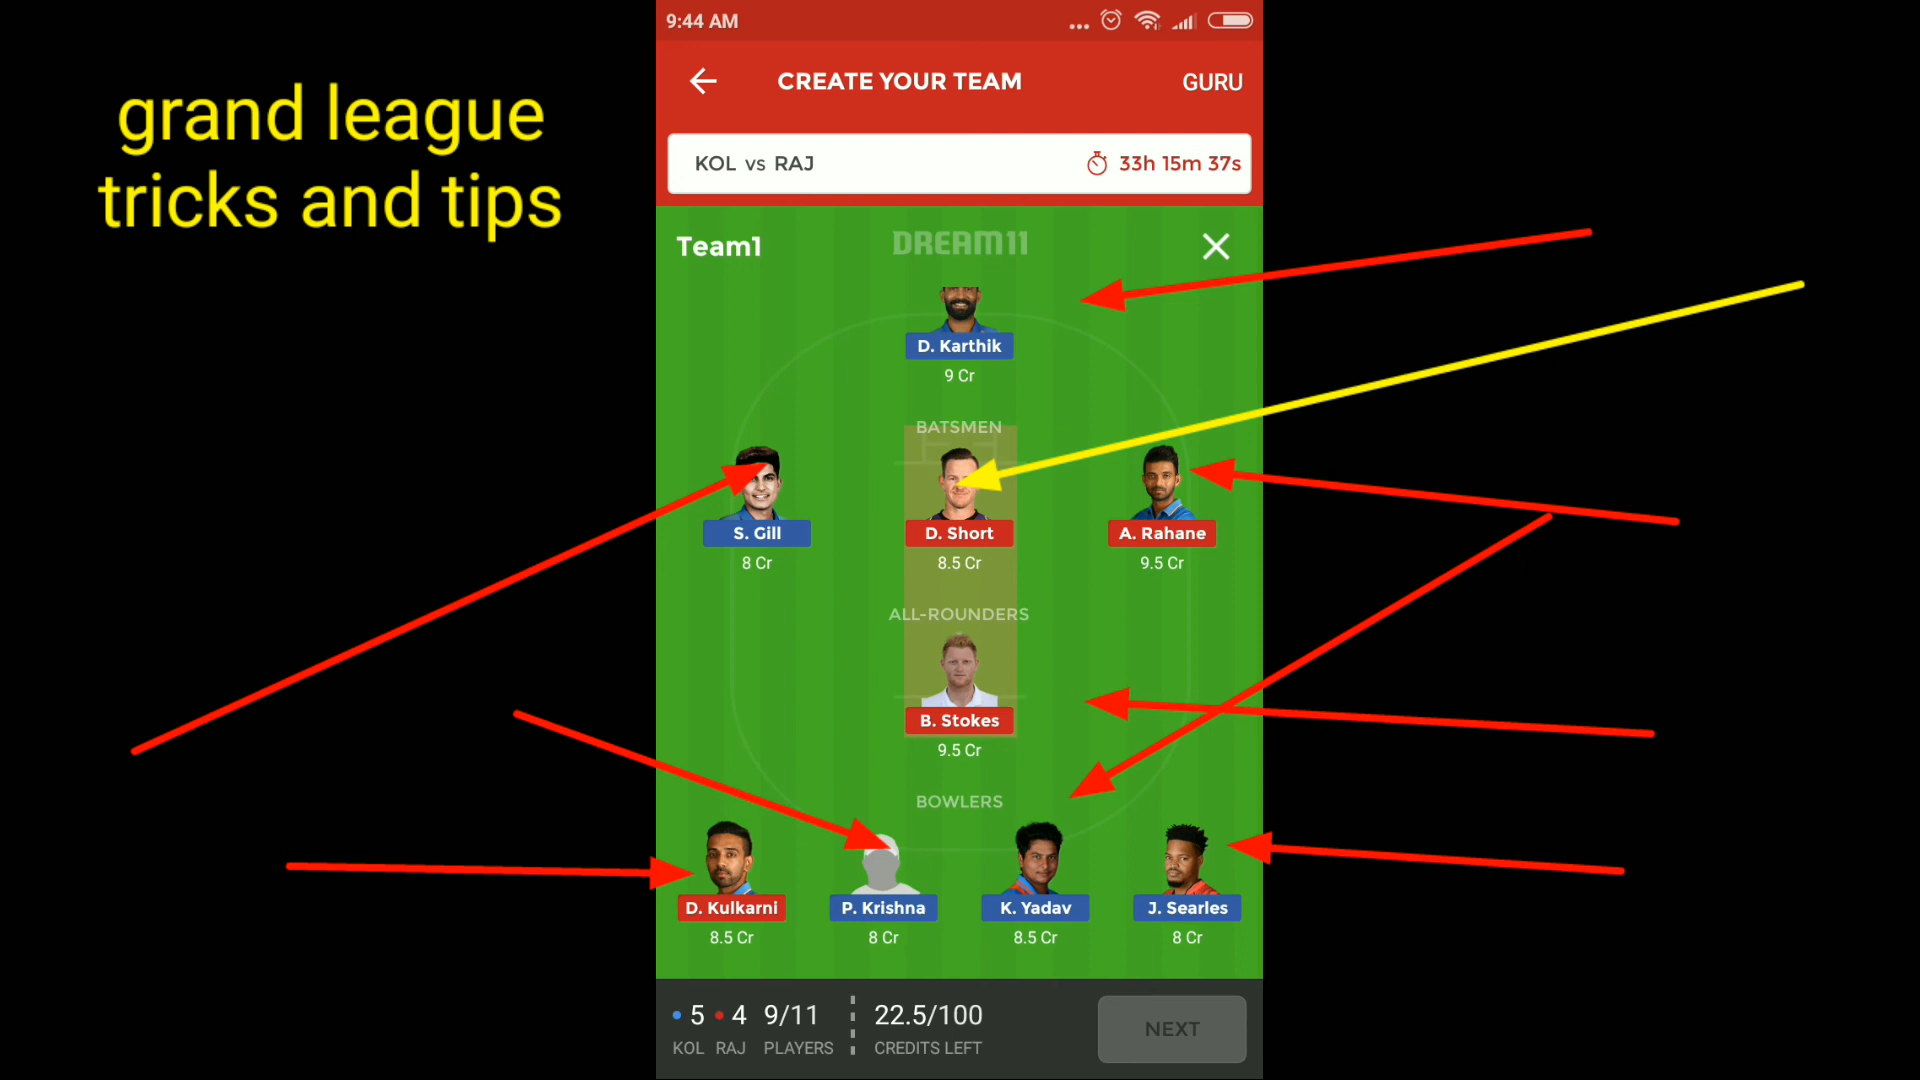 grand league
tricks and tips
9:44 AM
CREATE YOUR TEAM
GURU
KOL vs RAJ
33h 15m 37s
Team1
DREAM11
D. Karthik
9 Cr
BATSMEN
S. Gill
D. Short
A. Rahane
8 Cr
8.5 Cr
9.5 Cr
ALL-ROUNDERS
B. Stokes
9.5 Cr
BOWLERS
D. Kulkarni
P. Krishna
K. Yadav
J. Searles
8.5 Cr
8 Cr
8.5 Cr
8 Cr
5 4 9/11 22.5/100
KOL RAJ PLAYERS CREDITS LEFT
NEXT